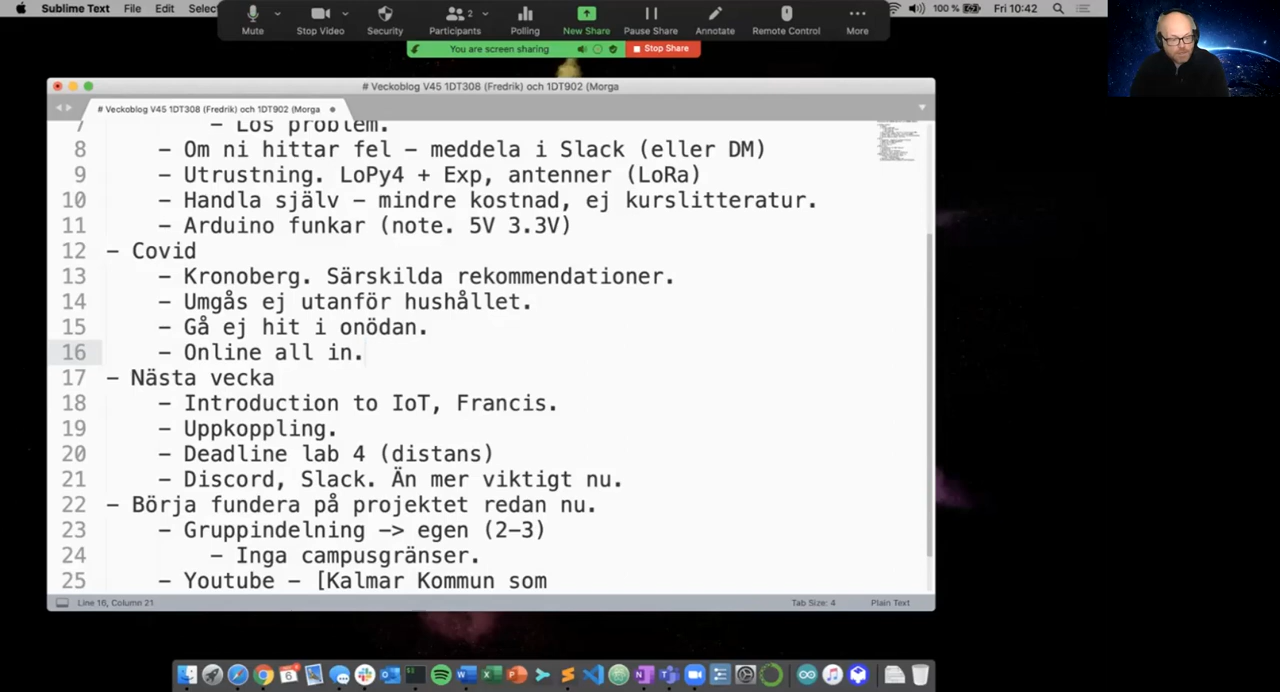 Sublime Text File Edit Selec
100 % Fri 10:42
Mute Stop Video Security Participants 2 Polling New Share Pause Share Annotate Remote Control More
You are screen sharing Stop Share
# Veckoblog V45 1DT308 (Fredrik) och 1DT902 (Morga
# Veckoblog V45 1DT308 (Fredrik) och 1DT902 (Morga
7 - Lös problem.
8 - Om ni hittar fel - meddela i Slack (eller DM)
9 - Utrustning. LoPy4 + Exp, antenner (LoRa)
10 - Handla själv - mindre kostnad, ej kurslitteratur.
11 - Arduino funkar (note. 5V 3.3V)
12 - Covid
13 - Kronoberg. Särskilda rekommendationer.
14 - Umgås ej utanför hushållet.
15 - Gå ej hit i onödan.
16 - Online all in.
17 - Nästa vecka
18 - Introduction to IoT, Francis.
19 - Uppkoppling.
20 - Deadline lab 4 (distans)
21 - Discord, Slack. Än mer viktigt nu.
22 - Börja fundera på projektet redan nu.
23 - Gruppindelning -> egen (2-3)
24 - Inga campusgränser.
25 - Youtube - [Kalmar Kommun som
Line 16, Column 21 Tab Size: 4 Plain Text